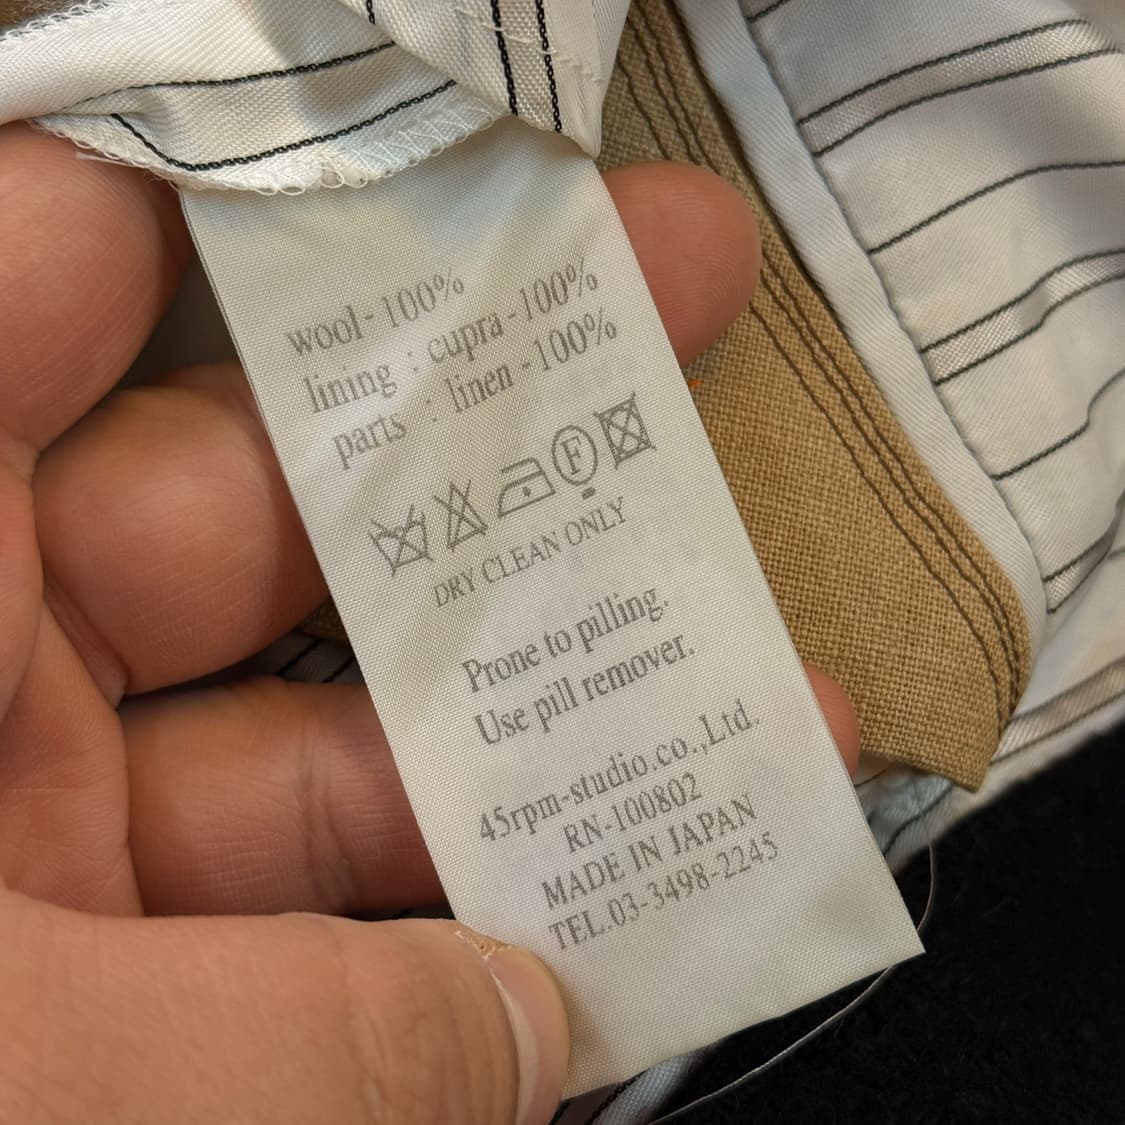 wool-100%
lining : cupra-100%
parts : linen-100%
F
DRY CLEAN ONLY
Prone to pilling.
Use pill remover.
45rpm-studio.co.,Ltd.
RN-100802
MADE IN JAPAN
TEL.03-3498-2245